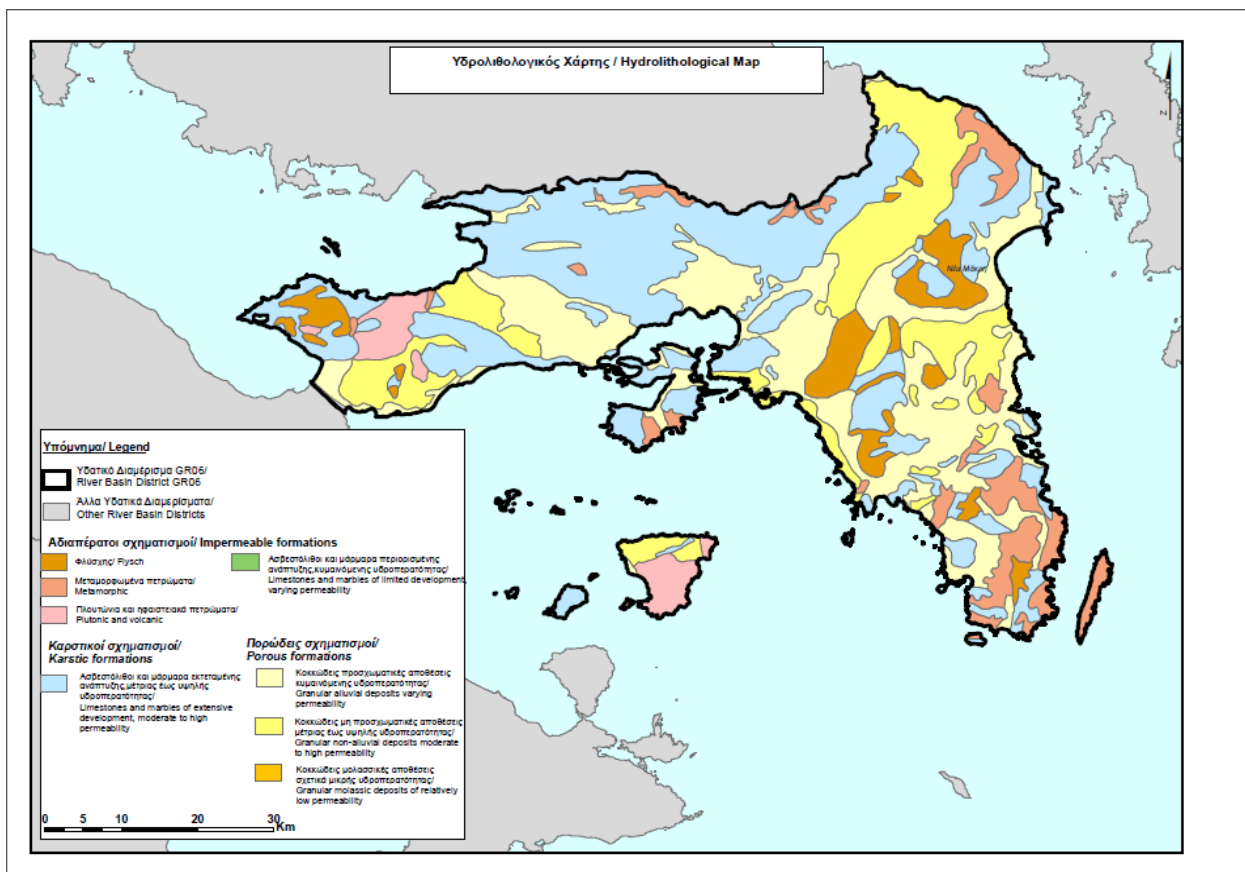 Υδρολιθολογικός Χάρτης / Hydrolithological Map
N
Νέα Μάκρη
Υπόμνημα/ Legend
Υδατικό Διαμέρισμα GR06/
River Basin District GR06
Άλλα Υδατικά Διαμερίσματα/
Other River Basin Districts
Αδιαπέρατοι σχηματισμοί/ Impermeable formations
Φλύσχης/ Flysch
Μεταμορφωμένα πετρώματα/
Metamorphic
Πλουτώνια και ηφαιστειακά πετρώματα/
Plutonic and volcanic
Ασβεστόλιθοι και μάρμαρα περιορισμένης
ανάπτυξης,κυμαινόμενης υδροπερατότητας/
Limestones and marbles of limited development,
varying permeability
Καρστικοί σχηματισμοί/
Karstic formations
Ασβεστόλιθοι και μάρμαρα εκτεταμένης
ανάπτυξης,μέτριας έως υψηλής
υδροπερατότητας/
Limestones and marbles of extensive
development, moderate to high
permeability
Πορώδεις σχηματισμοί/
Porous formations
Κοκκώδεις προσχωματικές αποθέσεις
κυμαινόμενης υδροπερατότητας/
Granular alluvial deposits varying
permeability
Κοκκώδεις μη προσχωματικές αποθέσεις
μέτριας έως υψηλής υδροπερατότητας/
Granular non-alluvial deposits moderate
to high permeability
Κοκκώδεις μολασσικές αποθέσεις
σχετικά μικρής υδροπερατότητας/
Granular molassic deposits of relatively
low permeability
0 5 10 20 30
Km